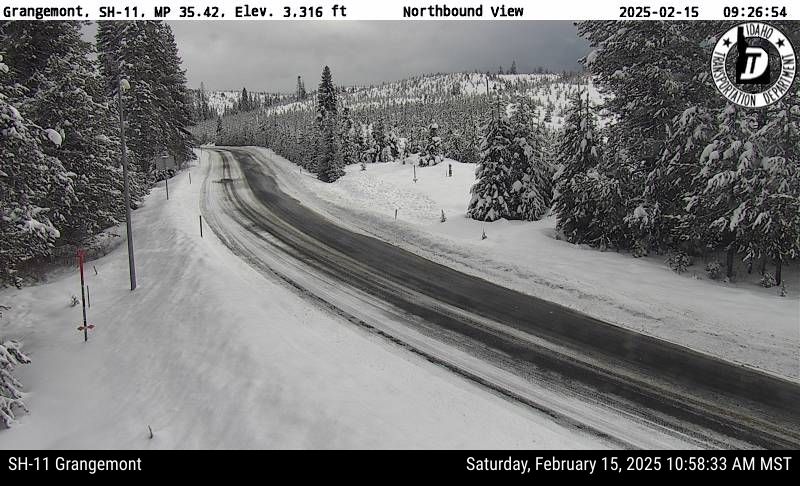 Grangemont, SH-11, MP 35.42, Elev. 3,316 ft Northbound View 2025-02-15 09:26:54
IDAHO
TRANSPORTATION DEPARTMENT
SH-11 Grangemont Saturday, February 15, 2025 10:58:33 AM MST